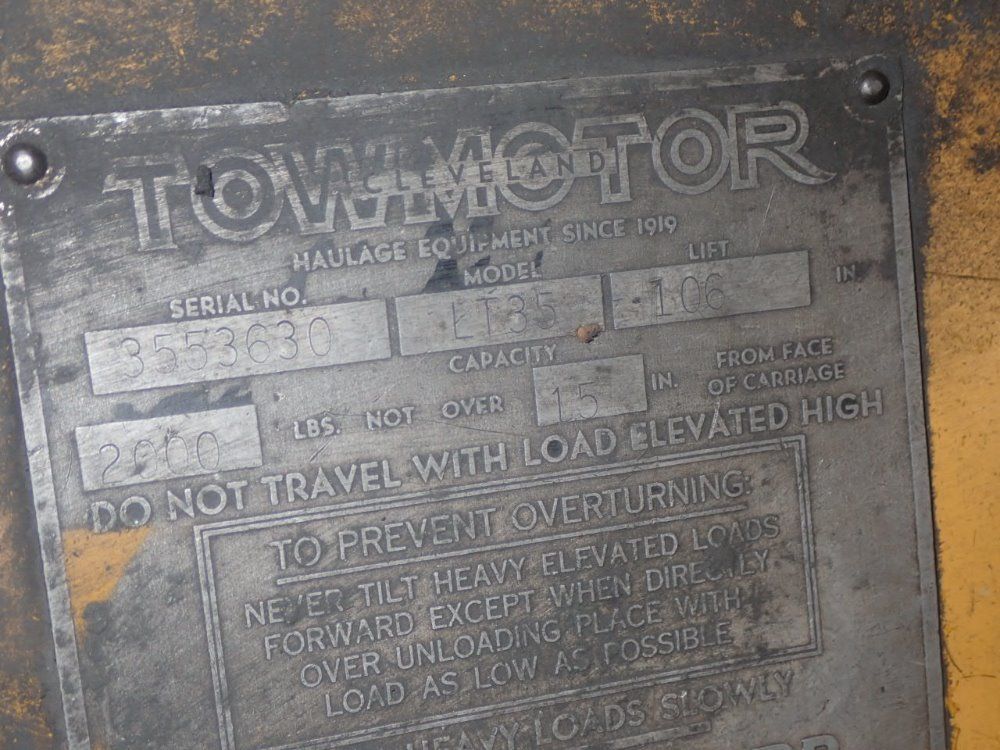 TOWMOTOR
CLEVELAND
HAULAGE EQUIPMENT SINCE 1919
SERIAL NO. MODEL LIFT
3553630 LT35 106 IN.
CAPACITY
2000 LBS. NOT OVER 15 IN. FROM FACE
OF CARRIAGE
DO NOT TRAVEL WITH LOAD ELEVATED HIGH
TO PREVENT OVERTURNING:
NEVER TILT HEAVY ELEVATED LOADS
FORWARD EXCEPT WHEN DIRECTLY
OVER UNLOADING PLACE WITH
LOAD AS LOW AS POSSIBLE
HEAVY LOADS SLOWLY